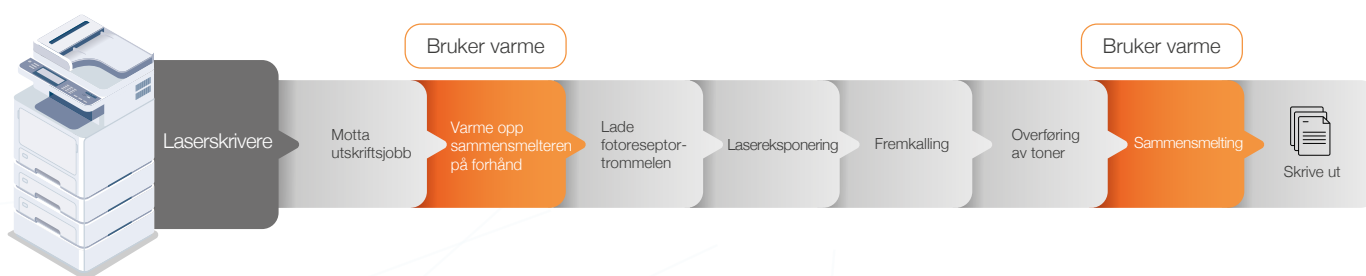 Bruker varme
Bruker varme
Laserskrivere
Motta
utskriftsjobb
Varme opp
sammensmelteren
på forhånd
Lade
fotoreseptor-
trommelen
Lasereksponering
Fremkalling
Overføring
av toner
Sammensmelting
Skrive ut